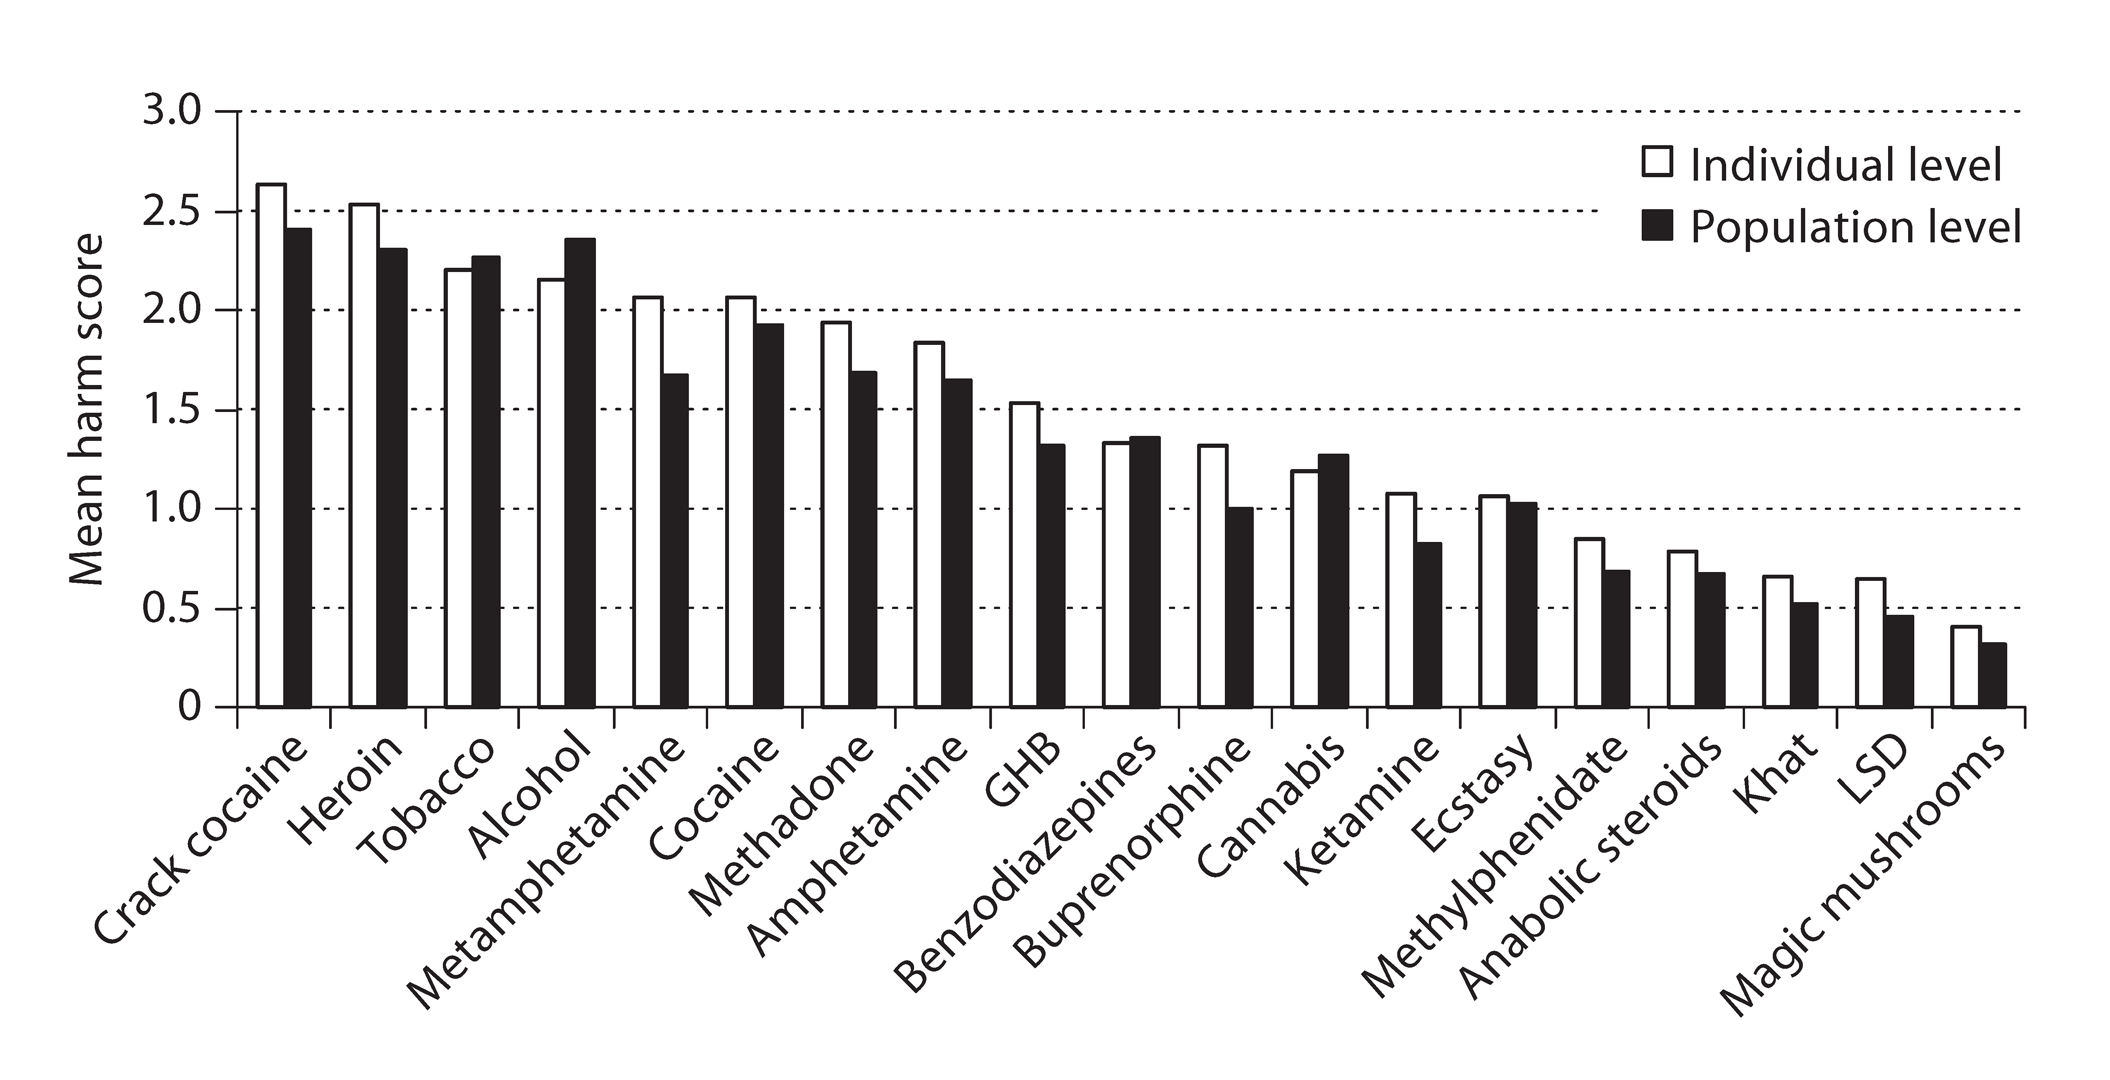 Mean harm score
3.0
2.5
2.0
1.5
1.0
0.5
0
Individual level
Population level
Crack cocaine
Heroin
Tobacco
Alcohol
Metamphetamine
Cocaine
Methadone
Amphetamine
GHB
Benzodiazepines
Buprenorphine
Cannabis
Ketamine
Ecstasy
Methylphenidate
Anabolic steroids
Khat
LSD
Magic mushrooms